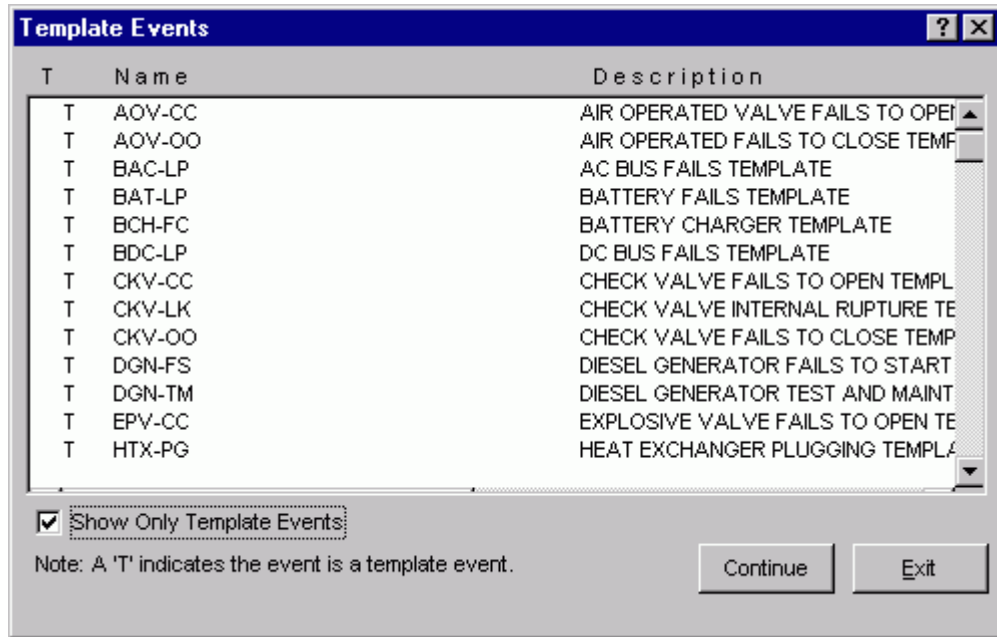 Template Events
T Name Description
T AOV-CC AIR OPERATED VALVE FAILS TO OPEN
T AOV-OO AIR OPERATED FAILS TO CLOSE TEMP
T BAC-LP AC BUS FAILS TEMPLATE
T BAT-LP BATTERY FAILS TEMPLATE
T BCH-FC BATTERY CHARGER TEMPLATE
T BDC-LP DC BUS FAILS TEMPLATE
T CKV-CC CHECK VALVE FAILS TO OPEN TEMPL
T CKV-LK CHECK VALVE INTERNAL RUPTURE TE
T CKV-OO CHECK VALVE FAILS TO CLOSE TEMP
T DGN-FS DIESEL GENERATOR FAILS TO START
T DGN-TM DIESEL GENERATOR TEST AND MAINT
T EPV-CC EXPLOSIVE VALVE FAILS TO OPEN TE
T HTX-PG HEAT EXCHANGER PLUGGING TEMPLA
Show Only Template Events
Note: A 'T' indicates the event is a template event.
Continue Exit